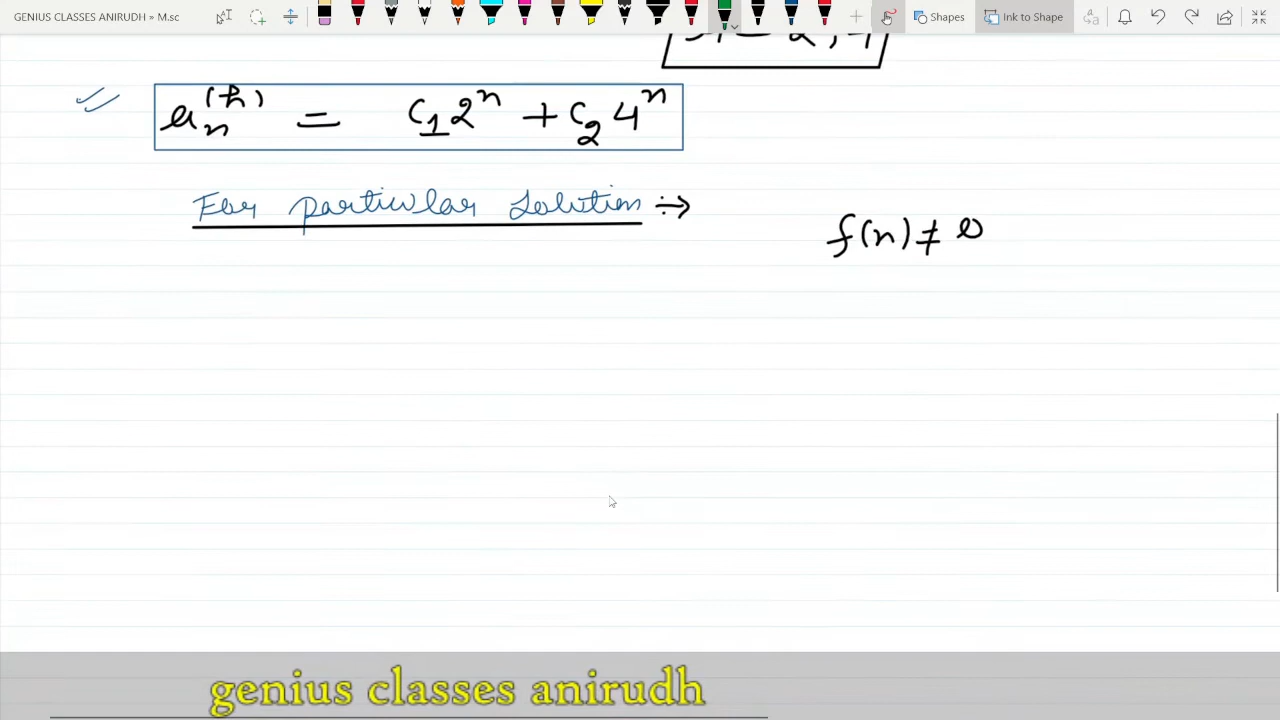 GENIUS CLASSES ANIRUDH » M.sc
Shapes
Ink to Shape
a_n^(h) = C_1 2^n + C_2 4^n
For particular Solution ÷→
f(n) ≠ 0
genius classes anirudh